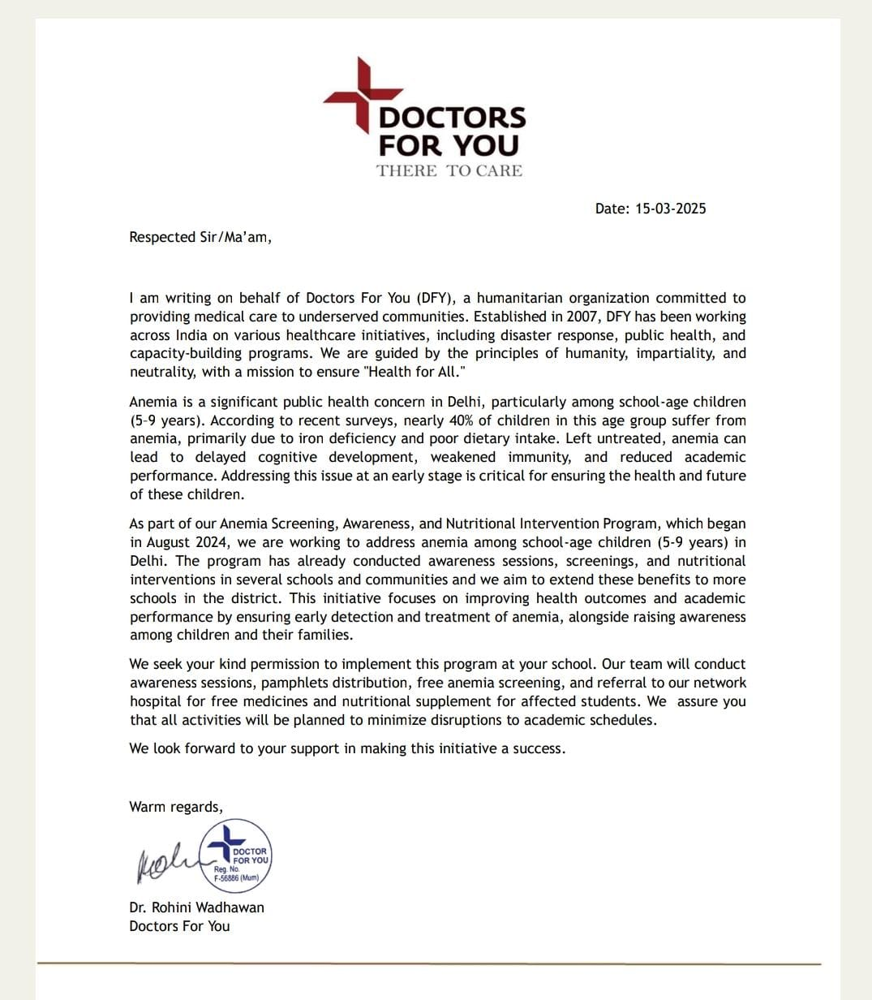 DOCTORS
FOR YOU
THERE TO CARE
Date: 15-03-2025
Respected Sir/Ma’am,
I am writing on behalf of Doctors For You (DFY), a humanitarian organization committed to
providing medical care to underserved communities. Established in 2007, DFY has been working
across India on various healthcare initiatives, including disaster response, public health, and
capacity-building programs. We are guided by the principles of humanity, impartiality, and
neutrality, with a mission to ensure "Health for All."
Anemia is a significant public health concern in Delhi, particularly among school-age children
(5-9 years). According to recent surveys, nearly 40% of children in this age group suffer from
anemia, primarily due to iron deficiency and poor dietary intake. Left untreated, anemia can
lead to delayed cognitive development, weakened immunity, and reduced academic
performance. Addressing this issue at an early stage is critical for ensuring the health and future
of these children.
As part of our Anemia Screening, Awareness, and Nutritional Intervention Program, which began
in August 2024, we are working to address anemia among school-age children (5-9 years) in
Delhi. The program has already conducted awareness sessions, screenings, and nutritional
interventions in several schools and communities and we aim to extend these benefits to more
schools in the district. This initiative focuses on improving health outcomes and academic
performance by ensuring early detection and treatment of anemia, alongside raising awareness
among children and their families.
We seek your kind permission to implement this program at your school. Our team will conduct
awareness sessions, pamphlets distribution, free anemia screening, and referral to our network
hospital for free medicines and nutritional supplement for affected students. We assure you
that all activities will be planned to minimize disruptions to academic schedules.
We look forward to your support in making this initiative a success.
Warm regards,
DOCTOR
FOR YOU
Reg. No.
F-56886 (Mum)
Dr. Rohini Wadhawan
Doctors For You